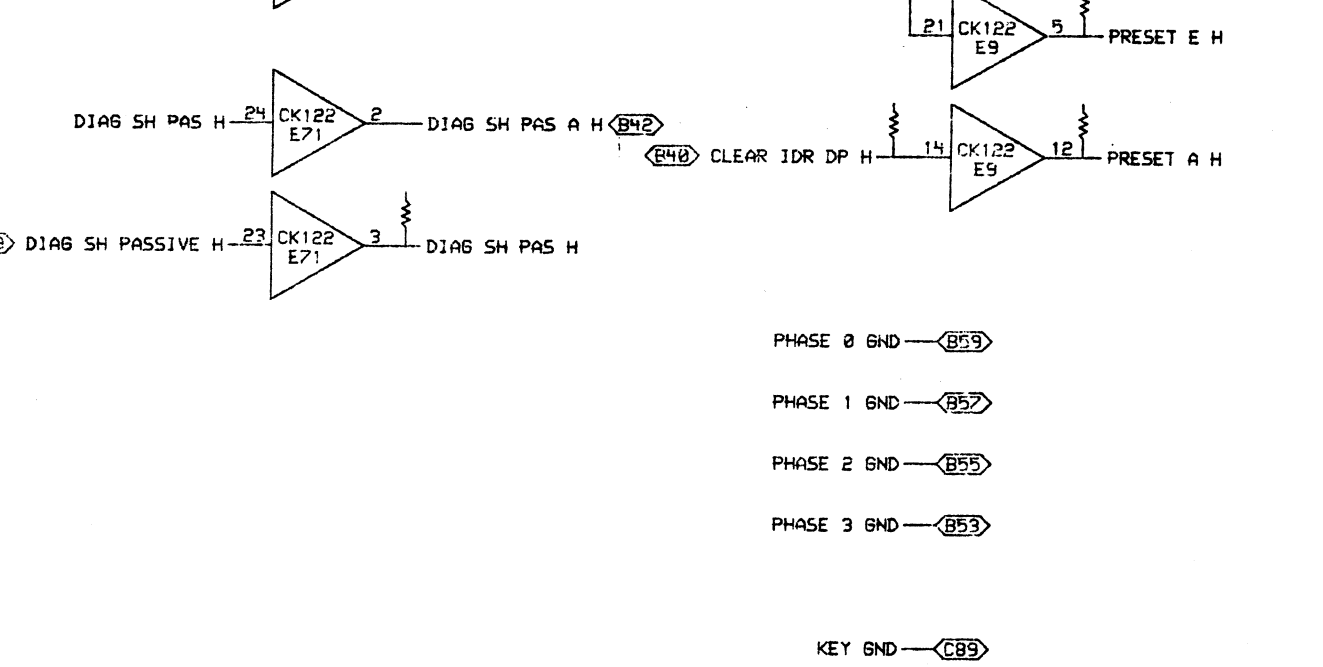 21 CK122 5 PRESET E H
E9
DIAG SH PAS H 24 CK122 2 DIAG SH PAS A H B42
E71
B40 CLEAR IDR DP H 14 CK122 12 PRESET A H
E9
DIAG SH PASSIVE H 23 CK122 3 DIAG SH PAS H
E71
PHASE 0 GND B59
PHASE 1 GND B57
PHASE 2 GND B55
PHASE 3 GND B53
KEY GND C89